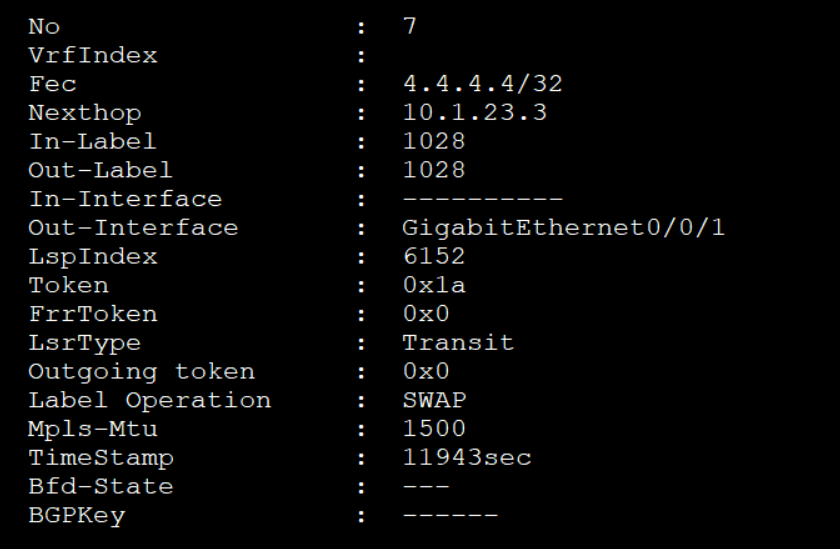 No : 7
VrfIndex :
Fec : 4.4.4.4/32
Nexthop : 10.1.23.3
In-Label : 1028
Out-Label : 1028
In-Interface : ----------
Out-Interface : GigabitEthernet0/0/1
LspIndex : 6152
Token : 0x1a
FrrToken : 0x0
LsrType : Transit
Outgoing token : 0x0
Label Operation : SWAP
Mpls-Mtu : 1500
TimeStamp : 11943sec
Bfd-State : ---
BGPKey : ------